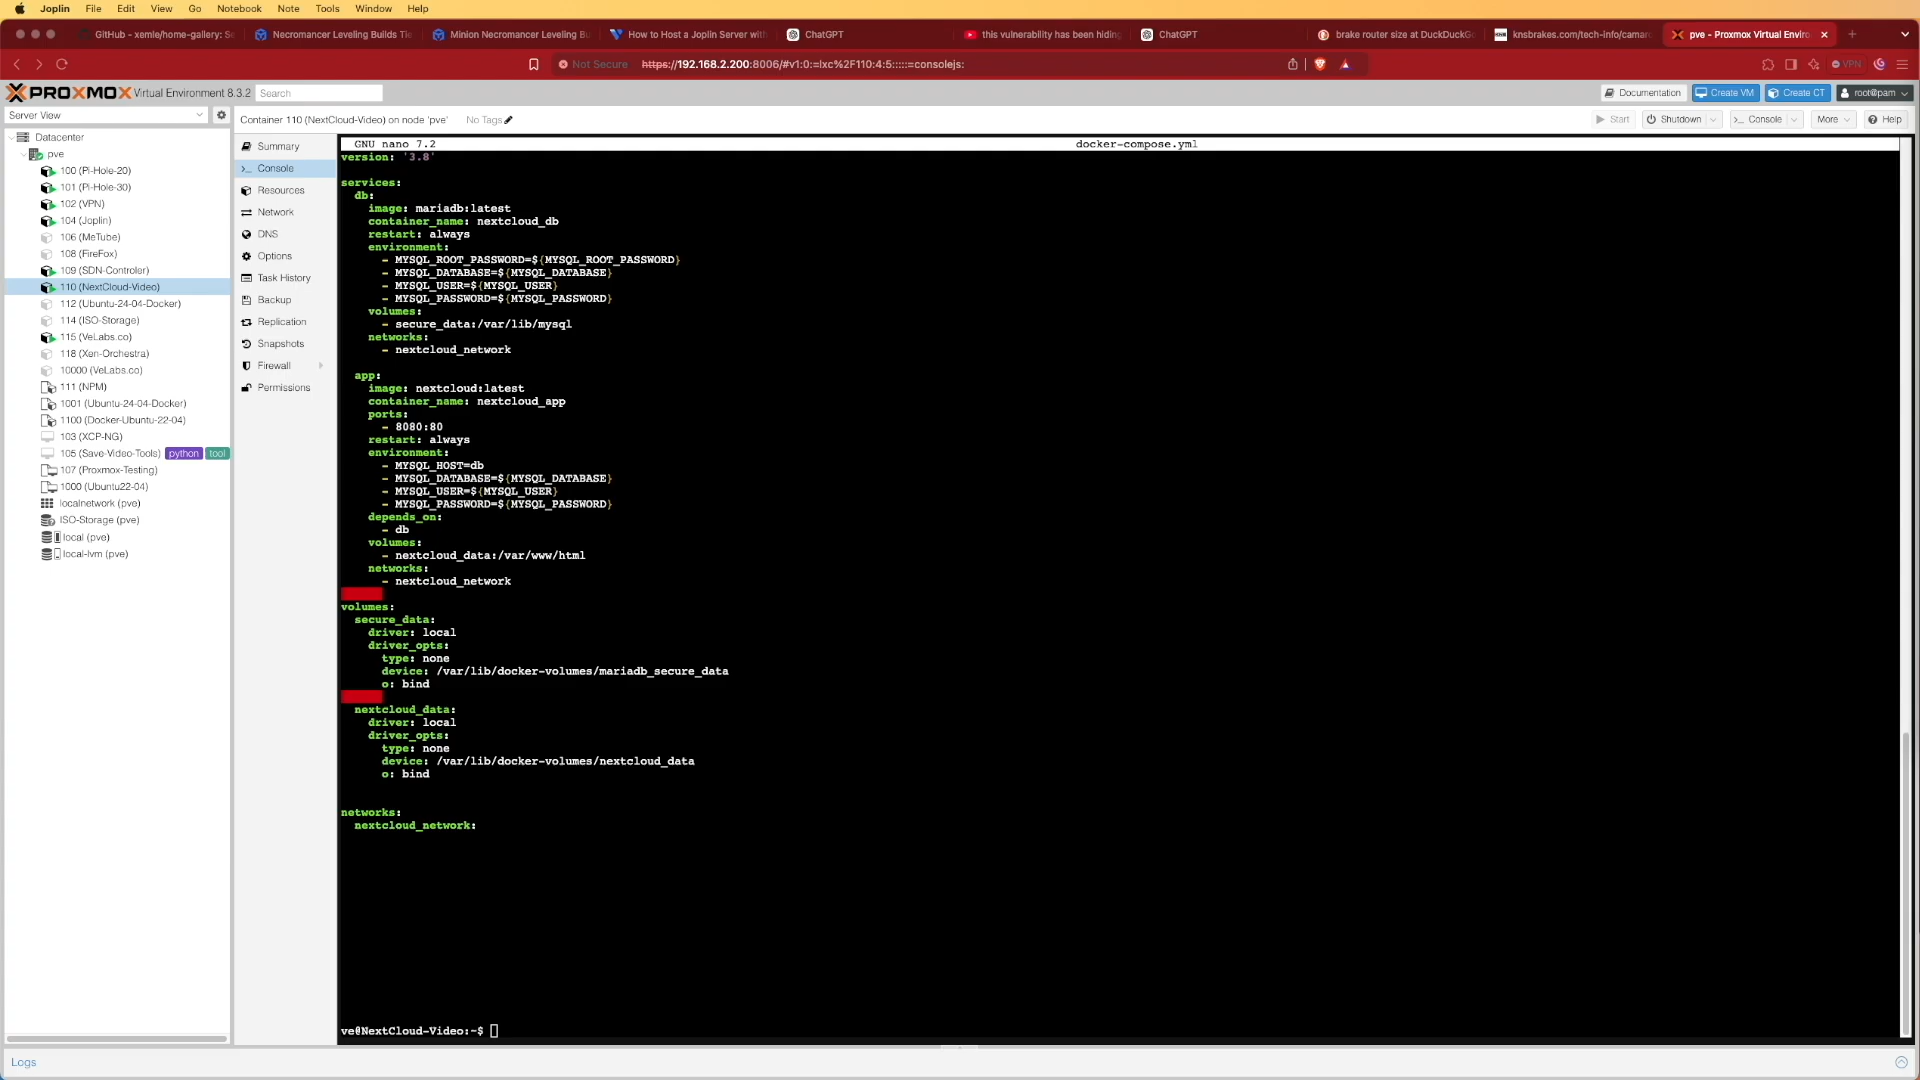 Joplin File Edit View Go Notebook Note Tools Window Help
GitHub - xemle/home-gallery: Se
Necromancer Leveling Builds Tie
Minion Necromancer Leveling Bu
How to Host a Joplin Server with
ChatGPT
this vulnerability has been hiding
ChatGPT
brake router size at DuckDuckGo
knsbrakes.com/tech-info/camaro
pve - Proxmox Virtual Enviro
Not Secure https://192.168.2.200:8006/#v1:0:=lxc%2F110:4:5:::::=consolejs:
VPN
PROXMOX Virtual Environment 8.3.2 Search
Documentation Create VM Create CT root@pam
Server View
Container 110 (NextCloud-Video) on node 'pve' No Tags
Start Shutdown Console More Help
Datacenter
pve
100 (Pi-Hole-20)
101 (Pi-Hole-30)
102 (VPN)
104 (Joplin)
106 (MeTube)
108 (FireFox)
109 (SDN-Controler)
110 (NextCloud-Video)
112 (Ubuntu-24-04-Docker)
114 (ISO-Storage)
115 (VeLabs.co)
118 (Xen-Orchestra)
10000 (VeLabs.co)
111 (NPM)
1001 (Ubuntu-24-04-Docker)
1100 (Docker-Ubuntu-22-04)
103 (XCP-NG)
105 (Save-Video-Tools) python tool
107 (Proxmox-Testing)
1000 (Ubuntu22-04)
localnetwork (pve)
ISO-Storage (pve)
local (pve)
local-lvm (pve)
Summary
Console
Resources
Network
DNS
Options
Task History
Backup
Replication
Snapshots
Firewall
Permissions
GNU nano 7.2 docker-compose.yml
version: '3.8'
services:
db:
image: mariadb:latest
container_name: nextcloud_db
restart: always
environment:
- MYSQL_ROOT_PASSWORD=${MYSQL_ROOT_PASSWORD}
- MYSQL_DATABASE=${MYSQL_DATABASE}
- MYSQL_USER=${MYSQL_USER}
- MYSQL_PASSWORD=${MYSQL_PASSWORD}
volumes:
- secure_data:/var/lib/mysql
networks:
- nextcloud_network
app:
image: nextcloud:latest
container_name: nextcloud_app
ports:
- 8080:80
restart: always
environment:
- MYSQL_HOST=db
- MYSQL_DATABASE=${MYSQL_DATABASE}
- MYSQL_USER=${MYSQL_USER}
- MYSQL_PASSWORD=${MYSQL_PASSWORD}
depends_on:
- db
volumes:
- nextcloud_data:/var/www/html
networks:
- nextcloud_network
volumes:
secure_data:
driver: local
driver_opts:
type: none
device: /var/lib/docker-volumes/mariadb_secure_data
o: bind
nextcloud_data:
driver: local
driver_opts:
type: none
device: /var/lib/docker-volumes/nextcloud_data
o: bind
networks:
nextcloud_network:
ve@NextCloud-Video:~$
Logs